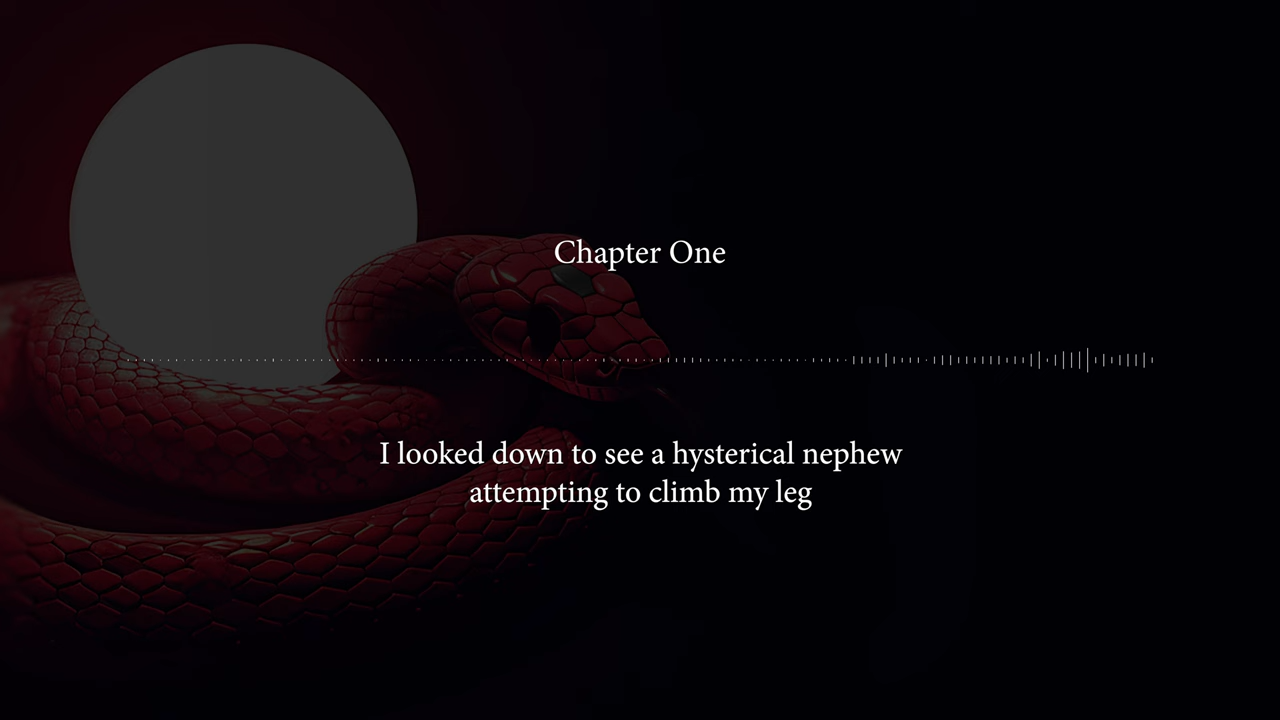 Chapter One
I looked down to see a hysterical nephew
attempting to climb my leg